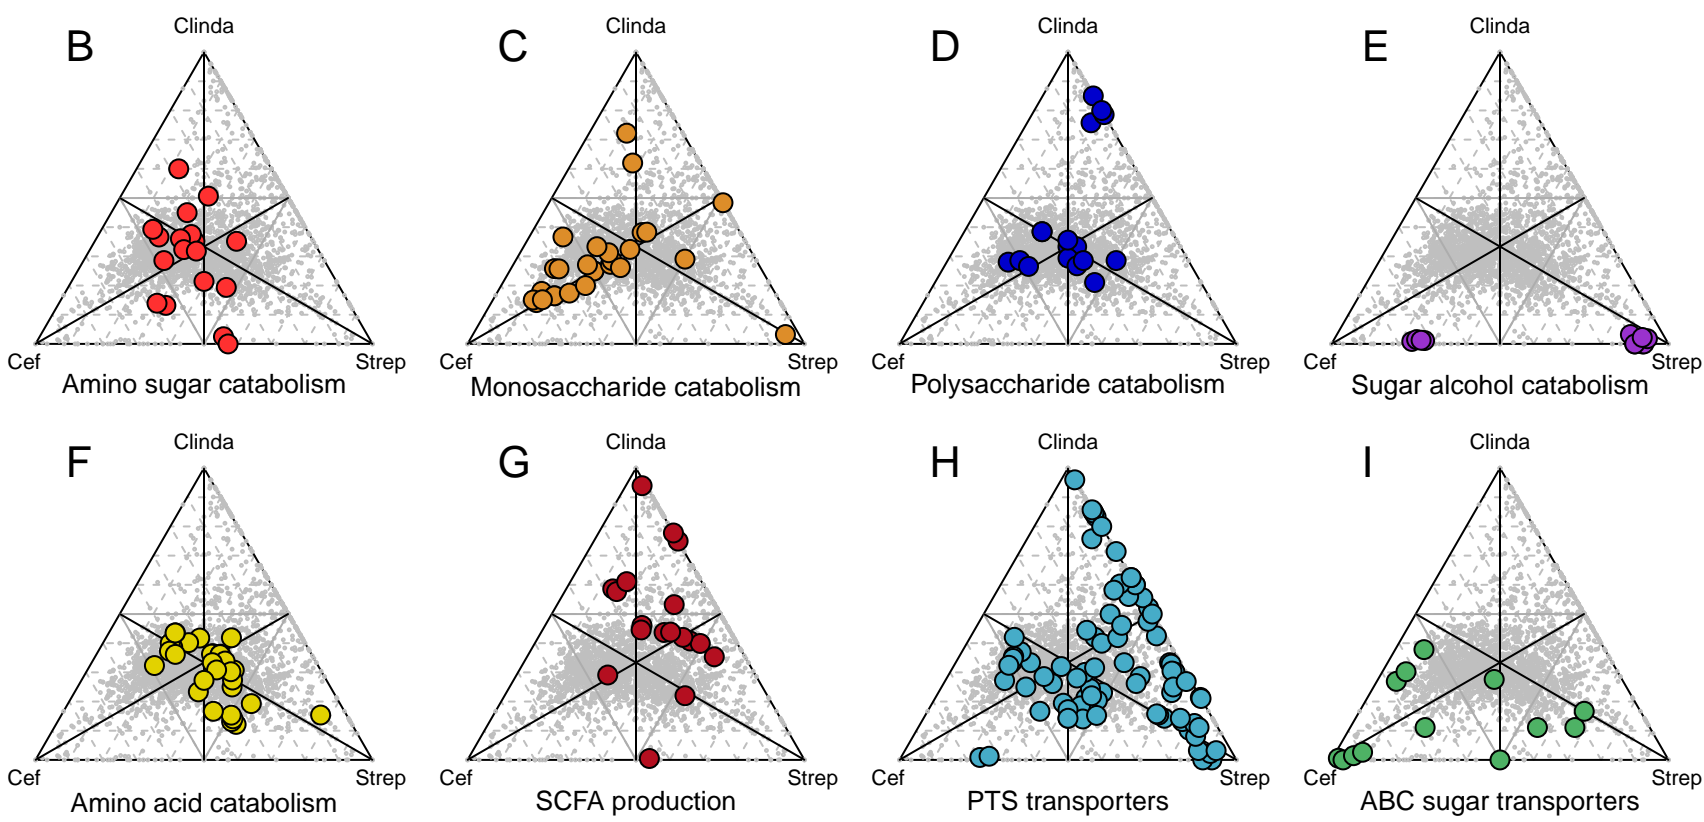 B
Clinda
Cef
Strep
Amino sugar catabolism
C
Clinda
Cef
Strep
Monosaccharide catabolism
D
Clinda
Cef
Strep
Polysaccharide catabolism
E
Clinda
Cef
Strep
Sugar alcohol catabolism
F
Clinda
Cef
Strep
Amino acid catabolism
G
Clinda
Cef
Strep
SCFA production
H
Clinda
Cef
Strep
PTS transporters
I
Clinda
Cef
Strep
ABC sugar transporters